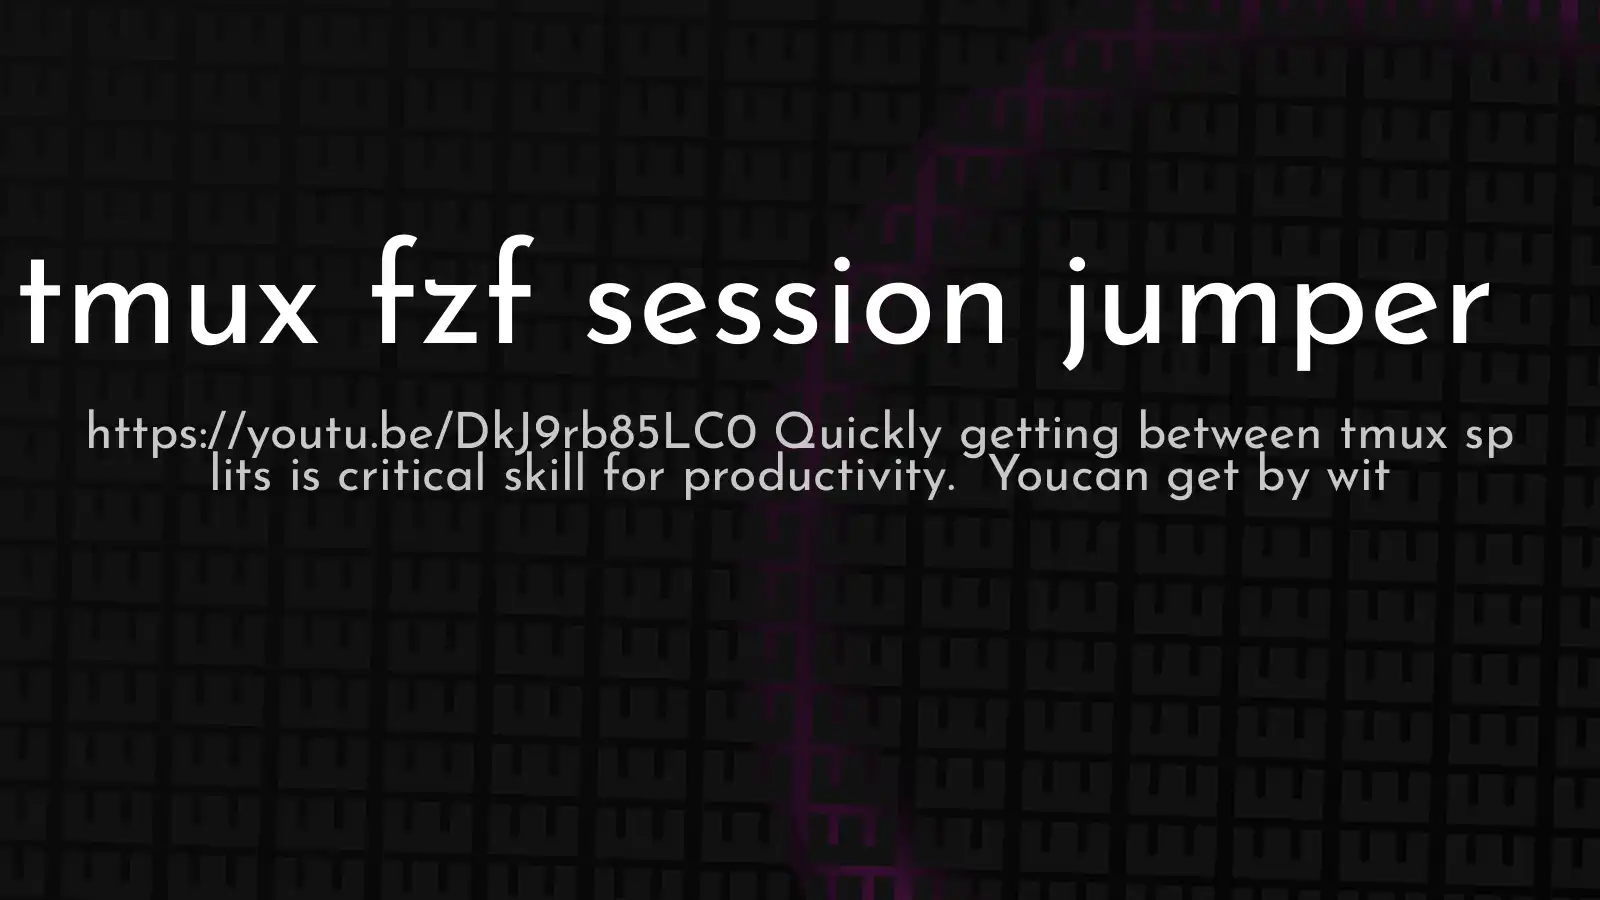 tmux fzf session jumper
https://youtu.be/DkJ9rb85LC0 Quickly getting between tmux sp
lits is critical skill for productivity.  Youcan get by wit